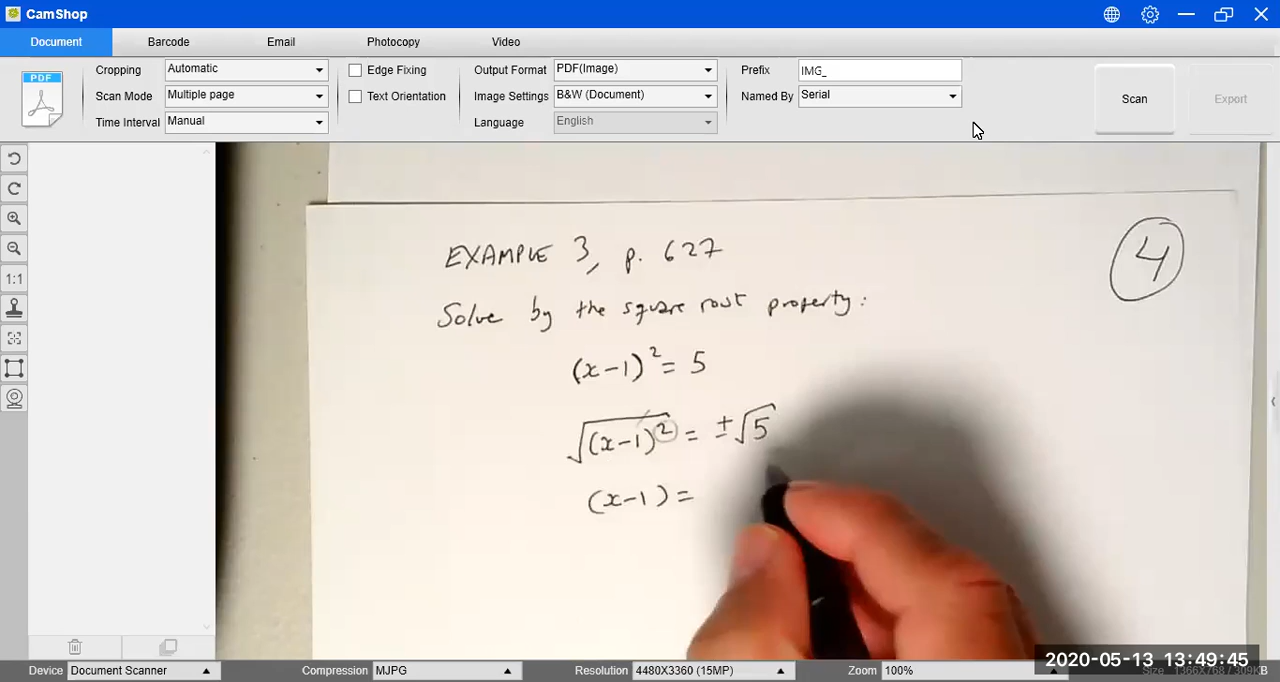 CamShop
Document Barcode Email Photocopy Video
PDF Cropping Automatic Edge Fixing Output Format PDF(Image) Prefix IMG_
Scan Mode Multiple page Text Orientation Image Settings B&W (Document) Named By Serial Scan Export
Time Interval Manual Language English
1:1
EXAMPLE 3, p. 627
4
Solve by the square root property:
(x-1)² = 5
√(x-1)² = ±√5
(x-1) =
2020-05-13 13:49:45
Device Document Scanner Compression MJPG Resolution 4480X3360 (15MP) Zoom 100%